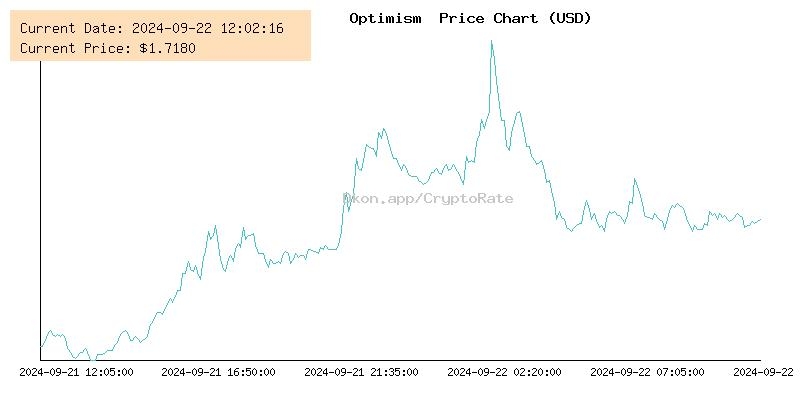 Optimism  Price Chart (USD)
Current Date: 2024-09-22 12:02:16
Current Price: $1.7180
0kon.app/CryptoRate
2024-09-21 12:05:00 2024-09-21 16:50:00 2024-09-21 21:35:00 2024-09-22 02:20:00 2024-09-22 07:05:00 2024-09-22